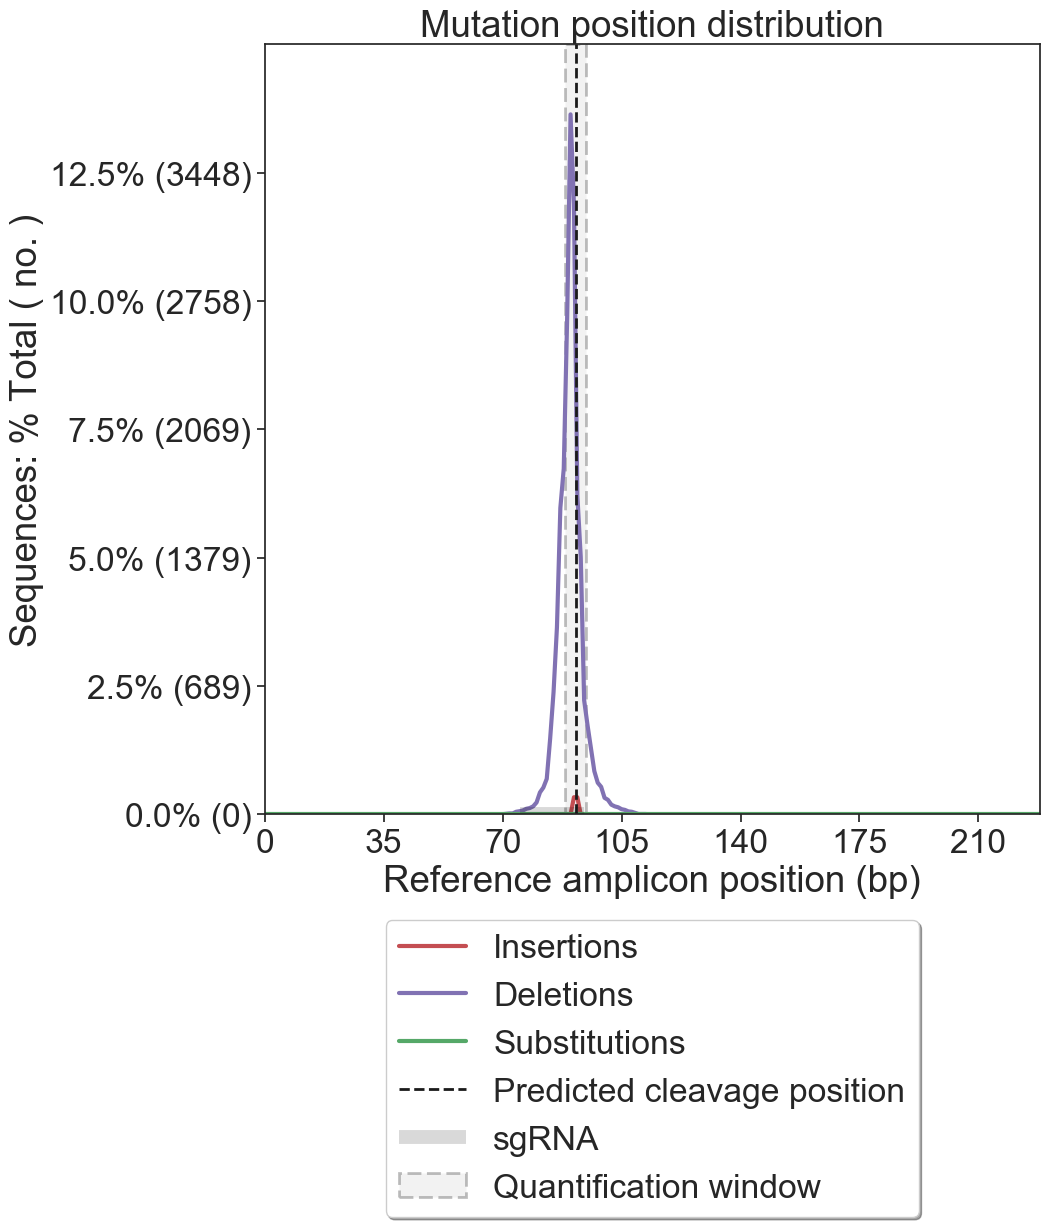 Mutation position distribution
Sequences: % Total ( no. )
12.5% (3448)
10.0% (2758)
7.5% (2069)
5.0% (1379)
2.5% (689)
0.0% (0)
0 35 70 105 140 175 210
Reference amplicon position (bp)
Insertions
Deletions
Substitutions
Predicted cleavage position
sgRNA
Quantification window